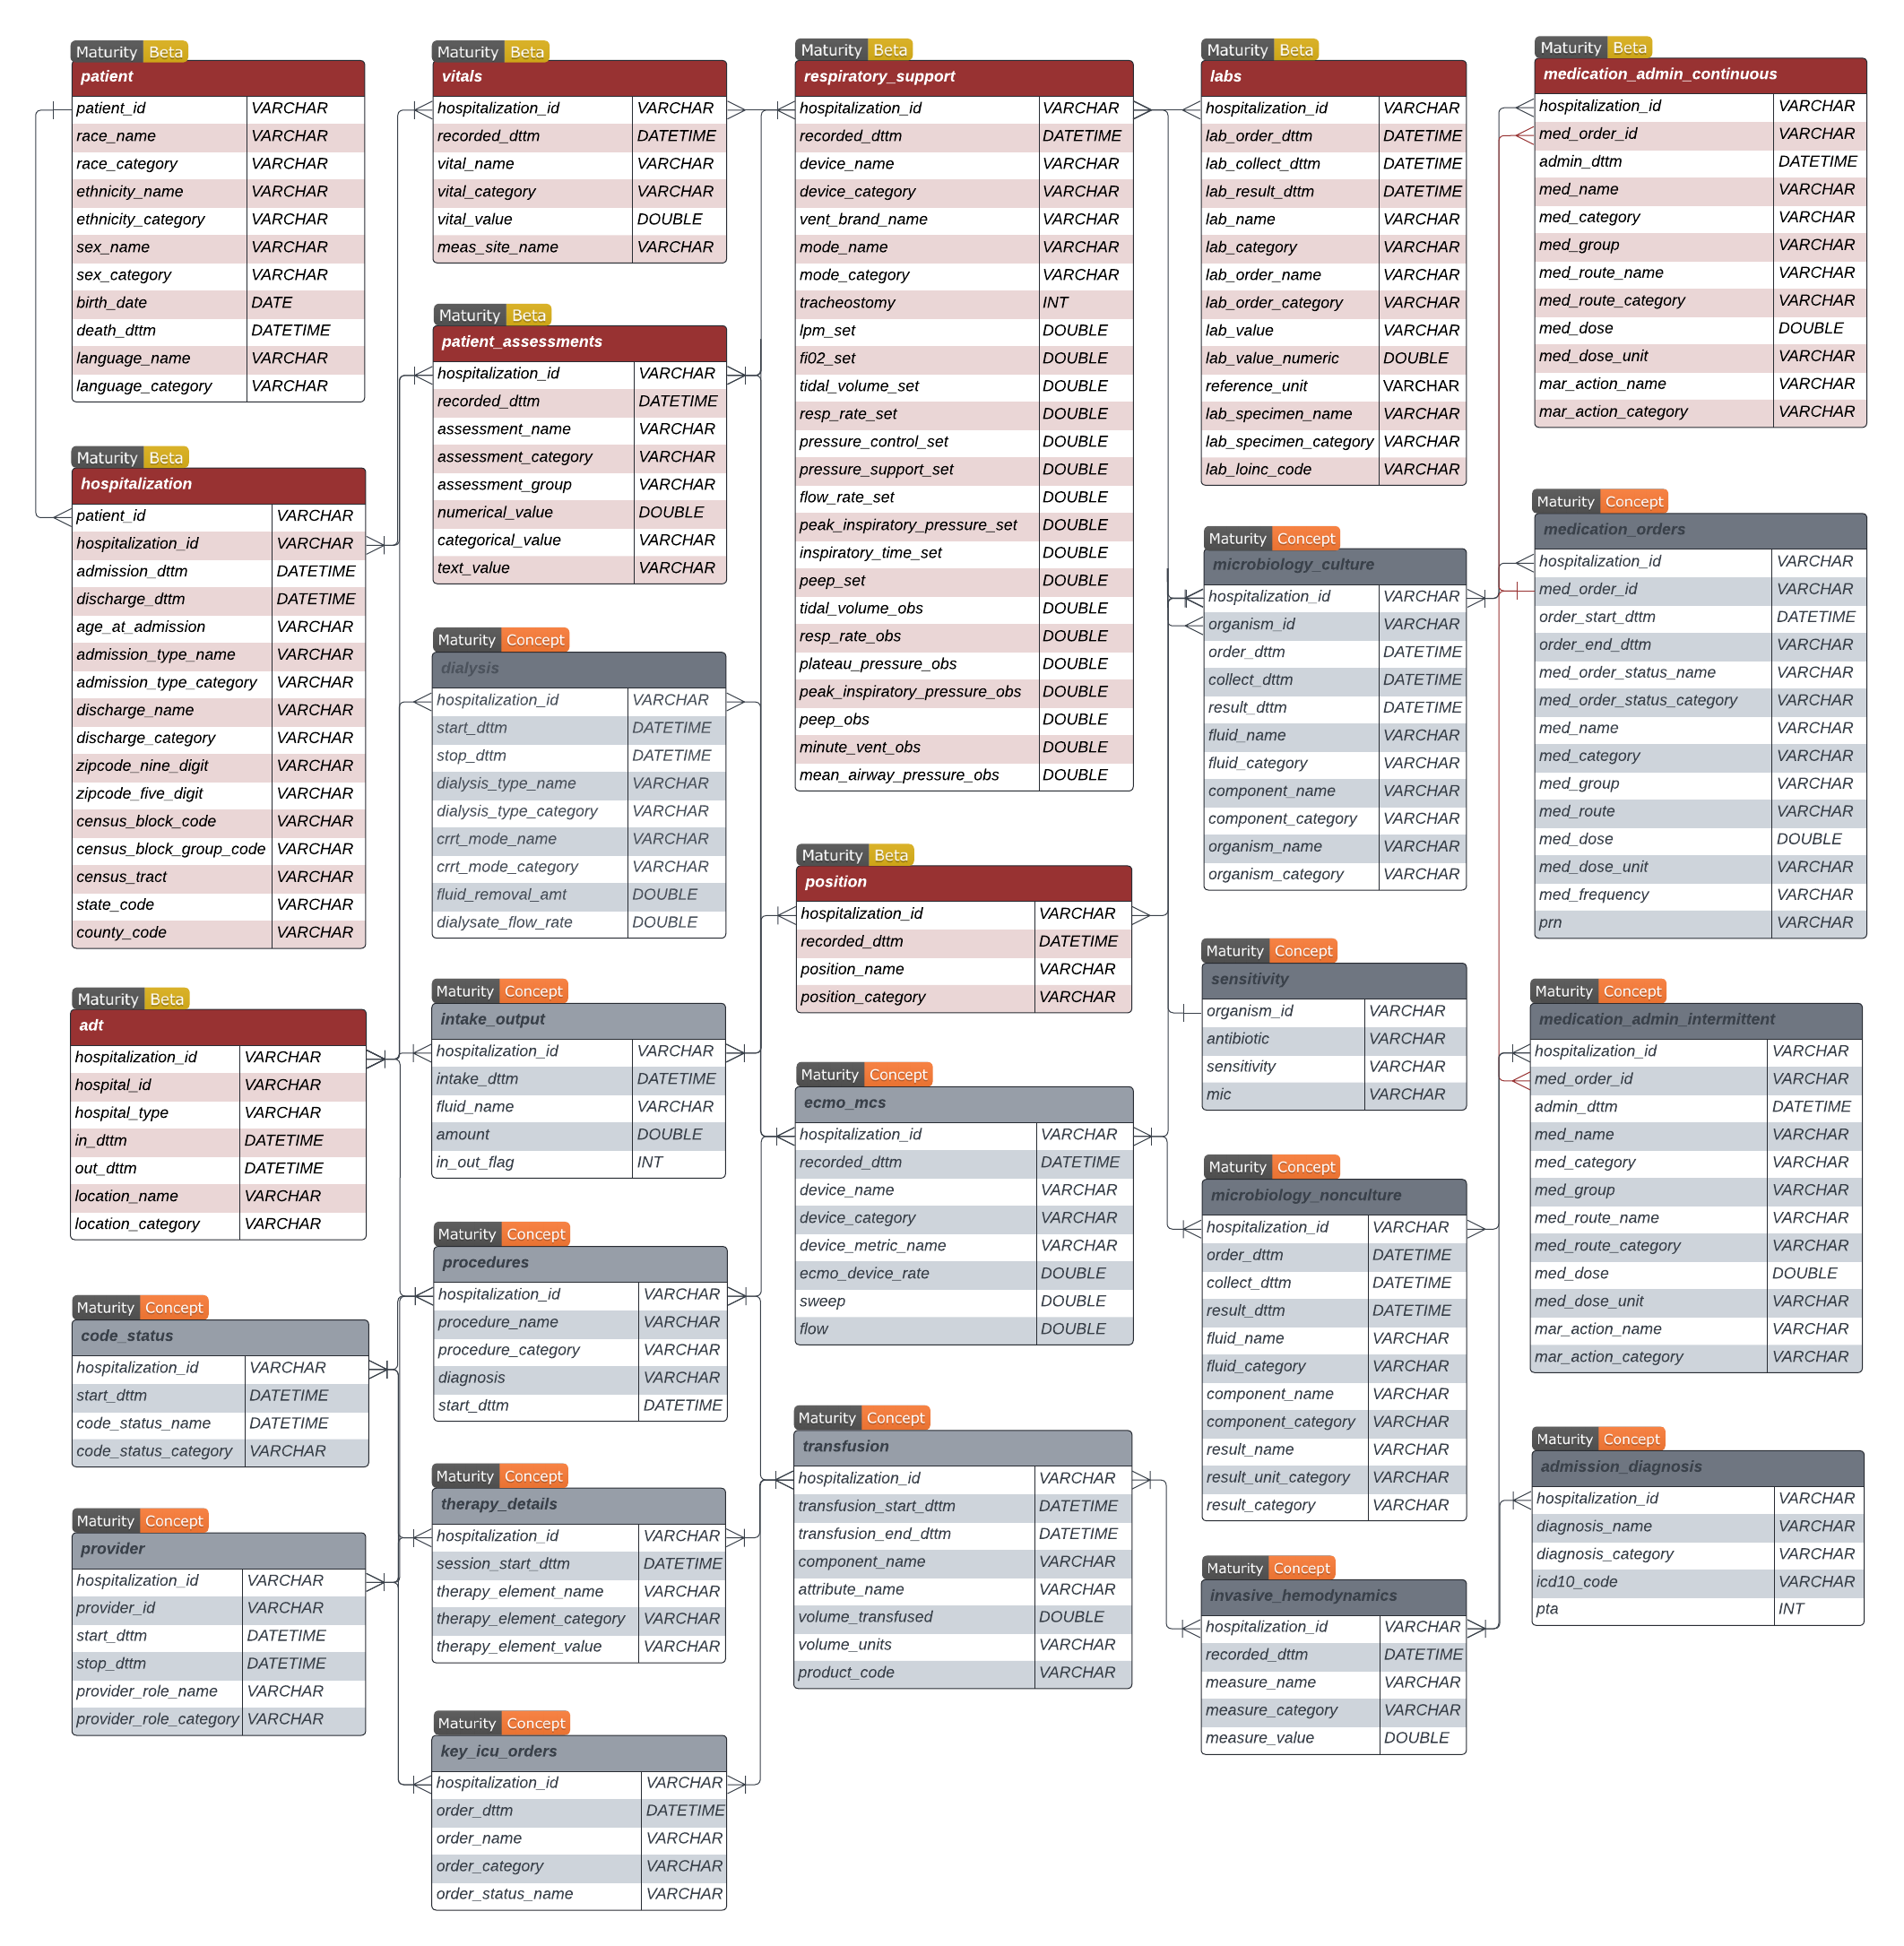 Maturity Beta
patient
patient_id VARCHAR
race_name VARCHAR
race_category VARCHAR
ethnicity_name VARCHAR
ethnicity_category VARCHAR
sex_name VARCHAR
sex_category VARCHAR
birth_date DATE
death_dttm DATETIME
language_name VARCHAR
language_category VARCHAR
Maturity Beta
hospitalization
patient_id VARCHAR
hospitalization_id VARCHAR
admission_dttm DATETIME
discharge_dttm DATETIME
age_at_admission VARCHAR
admission_type_name VARCHAR
admission_type_category VARCHAR
discharge_name VARCHAR
discharge_category VARCHAR
zipcode_nine_digit VARCHAR
zipcode_five_digit VARCHAR
census_block_code VARCHAR
census_block_group_code VARCHAR
census_tract VARCHAR
state_code VARCHAR
county_code VARCHAR
Maturity Beta
adt
hospitalization_id VARCHAR
hospital_id VARCHAR
hospital_type VARCHAR
in_dttm DATETIME
out_dttm DATETIME
location_name VARCHAR
location_category VARCHAR
Maturity Concept
code_status
hospitalization_id VARCHAR
start_dttm DATETIME
code_status_name DATETIME
code_status_category VARCHAR
Maturity Concept
provider
hospitalization_id VARCHAR
provider_id VARCHAR
start_dttm DATETIME
stop_dttm DATETIME
provider_role_name VARCHAR
provider_role_category VARCHAR
Maturity Beta
vitals
hospitalization_id VARCHAR
recorded_dttm DATETIME
vital_name VARCHAR
vital_category VARCHAR
vital_value DOUBLE
meas_site_name VARCHAR
Maturity Beta
patient_assessments
hospitalization_id VARCHAR
recorded_dttm DATETIME
assessment_name VARCHAR
assessment_category VARCHAR
assessment_group VARCHAR
numerical_value DOUBLE
categorical_value VARCHAR
text_value VARCHAR
Maturity Concept
dialysis
hospitalization_id VARCHAR
start_dttm DATETIME
stop_dttm DATETIME
dialysis_type_name VARCHAR
dialysis_type_category VARCHAR
crrt_mode_name VARCHAR
crrt_mode_category VARCHAR
fluid_removal_amt DOUBLE
dialysate_flow_rate DOUBLE
Maturity Concept
intake_output
hospitalization_id VARCHAR
intake_dttm DATETIME
fluid_name VARCHAR
amount DOUBLE
in_out_flag INT
Maturity Concept
procedures
hospitalization_id VARCHAR
procedure_name VARCHAR
procedure_category VARCHAR
diagnosis VARCHAR
start_dttm DATETIME
Maturity Concept
therapy_details
hospitalization_id VARCHAR
session_start_dttm DATETIME
therapy_element_name VARCHAR
therapy_element_category VARCHAR
therapy_element_value VARCHAR
Maturity Concept
key_icu_orders
hospitalization_id VARCHAR
order_dttm DATETIME
order_name VARCHAR
order_category VARCHAR
order_status_name VARCHAR
Maturity Beta
respiratory_support
hospitalization_id VARCHAR
recorded_dttm DATETIME
device_name VARCHAR
device_category VARCHAR
vent_brand_name VARCHAR
mode_name VARCHAR
mode_category VARCHAR
tracheostomy INT
lpm_set DOUBLE
fi02_set DOUBLE
tidal_volume_set DOUBLE
resp_rate_set DOUBLE
pressure_control_set DOUBLE
pressure_support_set DOUBLE
flow_rate_set DOUBLE
peak_inspiratory_pressure_set DOUBLE
inspiratory_time_set DOUBLE
peep_set DOUBLE
tidal_volume_obs DOUBLE
resp_rate_obs DOUBLE
plateau_pressure_obs DOUBLE
peak_inspiratory_pressure_obs DOUBLE
peep_obs DOUBLE
minute_vent_obs DOUBLE
mean_airway_pressure_obs DOUBLE
Maturity Beta
position
hospitalization_id VARCHAR
recorded_dttm DATETIME
position_name VARCHAR
position_category VARCHAR
Maturity Concept
ecmo_mcs
hospitalization_id VARCHAR
recorded_dttm DATETIME
device_name VARCHAR
device_category VARCHAR
device_metric_name VARCHAR
ecmo_device_rate DOUBLE
sweep DOUBLE
flow DOUBLE
Maturity Concept
transfusion
hospitalization_id VARCHAR
transfusion_start_dttm DATETIME
transfusion_end_dttm DATETIME
component_name VARCHAR
attribute_name VARCHAR
volume_transfused DOUBLE
volume_units VARCHAR
product_code VARCHAR
Maturity Beta
labs
hospitalization_id VARCHAR
lab_order_dttm DATETIME
lab_collect_dttm DATETIME
lab_result_dttm DATETIME
lab_name VARCHAR
lab_category VARCHAR
lab_order_name VARCHAR
lab_order_category VARCHAR
lab_value VARCHAR
lab_value_numeric DOUBLE
reference_unit VARCHAR
lab_specimen_name VARCHAR
lab_specimen_category VARCHAR
lab_loinc_code VARCHAR
Maturity Concept
microbiology_culture
hospitalization_id VARCHAR
organism_id VARCHAR
order_dttm DATETIME
collect_dttm DATETIME
result_dttm DATETIME
fluid_name VARCHAR
fluid_category VARCHAR
component_name VARCHAR
component_category VARCHAR
organism_name VARCHAR
organism_category VARCHAR
Maturity Concept
sensitivity
organism_id VARCHAR
antibiotic VARCHAR
sensitivity VARCHAR
mic VARCHAR
Maturity Concept
microbiology_nonculture
hospitalization_id VARCHAR
order_dttm DATETIME
collect_dttm DATETIME
result_dttm DATETIME
fluid_name VARCHAR
fluid_category VARCHAR
component_name VARCHAR
component_category VARCHAR
result_name VARCHAR
result_unit_category VARCHAR
result_category VARCHAR
Maturity Concept
invasive_hemodynamics
hospitalization_id VARCHAR
recorded_dttm DATETIME
measure_name VARCHAR
measure_category VARCHAR
measure_value DOUBLE
Maturity Beta
medication_admin_continuous
hospitalization_id VARCHAR
med_order_id VARCHAR
admin_dttm DATETIME
med_name VARCHAR
med_category VARCHAR
med_group VARCHAR
med_route_name VARCHAR
med_route_category VARCHAR
med_dose DOUBLE
med_dose_unit VARCHAR
mar_action_name VARCHAR
mar_action_category VARCHAR
Maturity Concept
medication_orders
hospitalization_id VARCHAR
med_order_id VARCHAR
order_start_dttm DATETIME
order_end_dttm VARCHAR
med_order_status_name VARCHAR
med_order_status_category VARCHAR
med_name VARCHAR
med_category VARCHAR
med_group VARCHAR
med_route VARCHAR
med_dose DOUBLE
med_dose_unit VARCHAR
med_frequency VARCHAR
prn VARCHAR
Maturity Concept
medication_admin_intermittent
hospitalization_id VARCHAR
med_order_id VARCHAR
admin_dttm DATETIME
med_name VARCHAR
med_category VARCHAR
med_group VARCHAR
med_route_name VARCHAR
med_route_category VARCHAR
med_dose DOUBLE
med_dose_unit VARCHAR
mar_action_name VARCHAR
mar_action_category VARCHAR
Maturity Concept
admission_diagnosis
hospitalization_id VARCHAR
diagnosis_name VARCHAR
diagnosis_category VARCHAR
icd10_code VARCHAR
pta INT